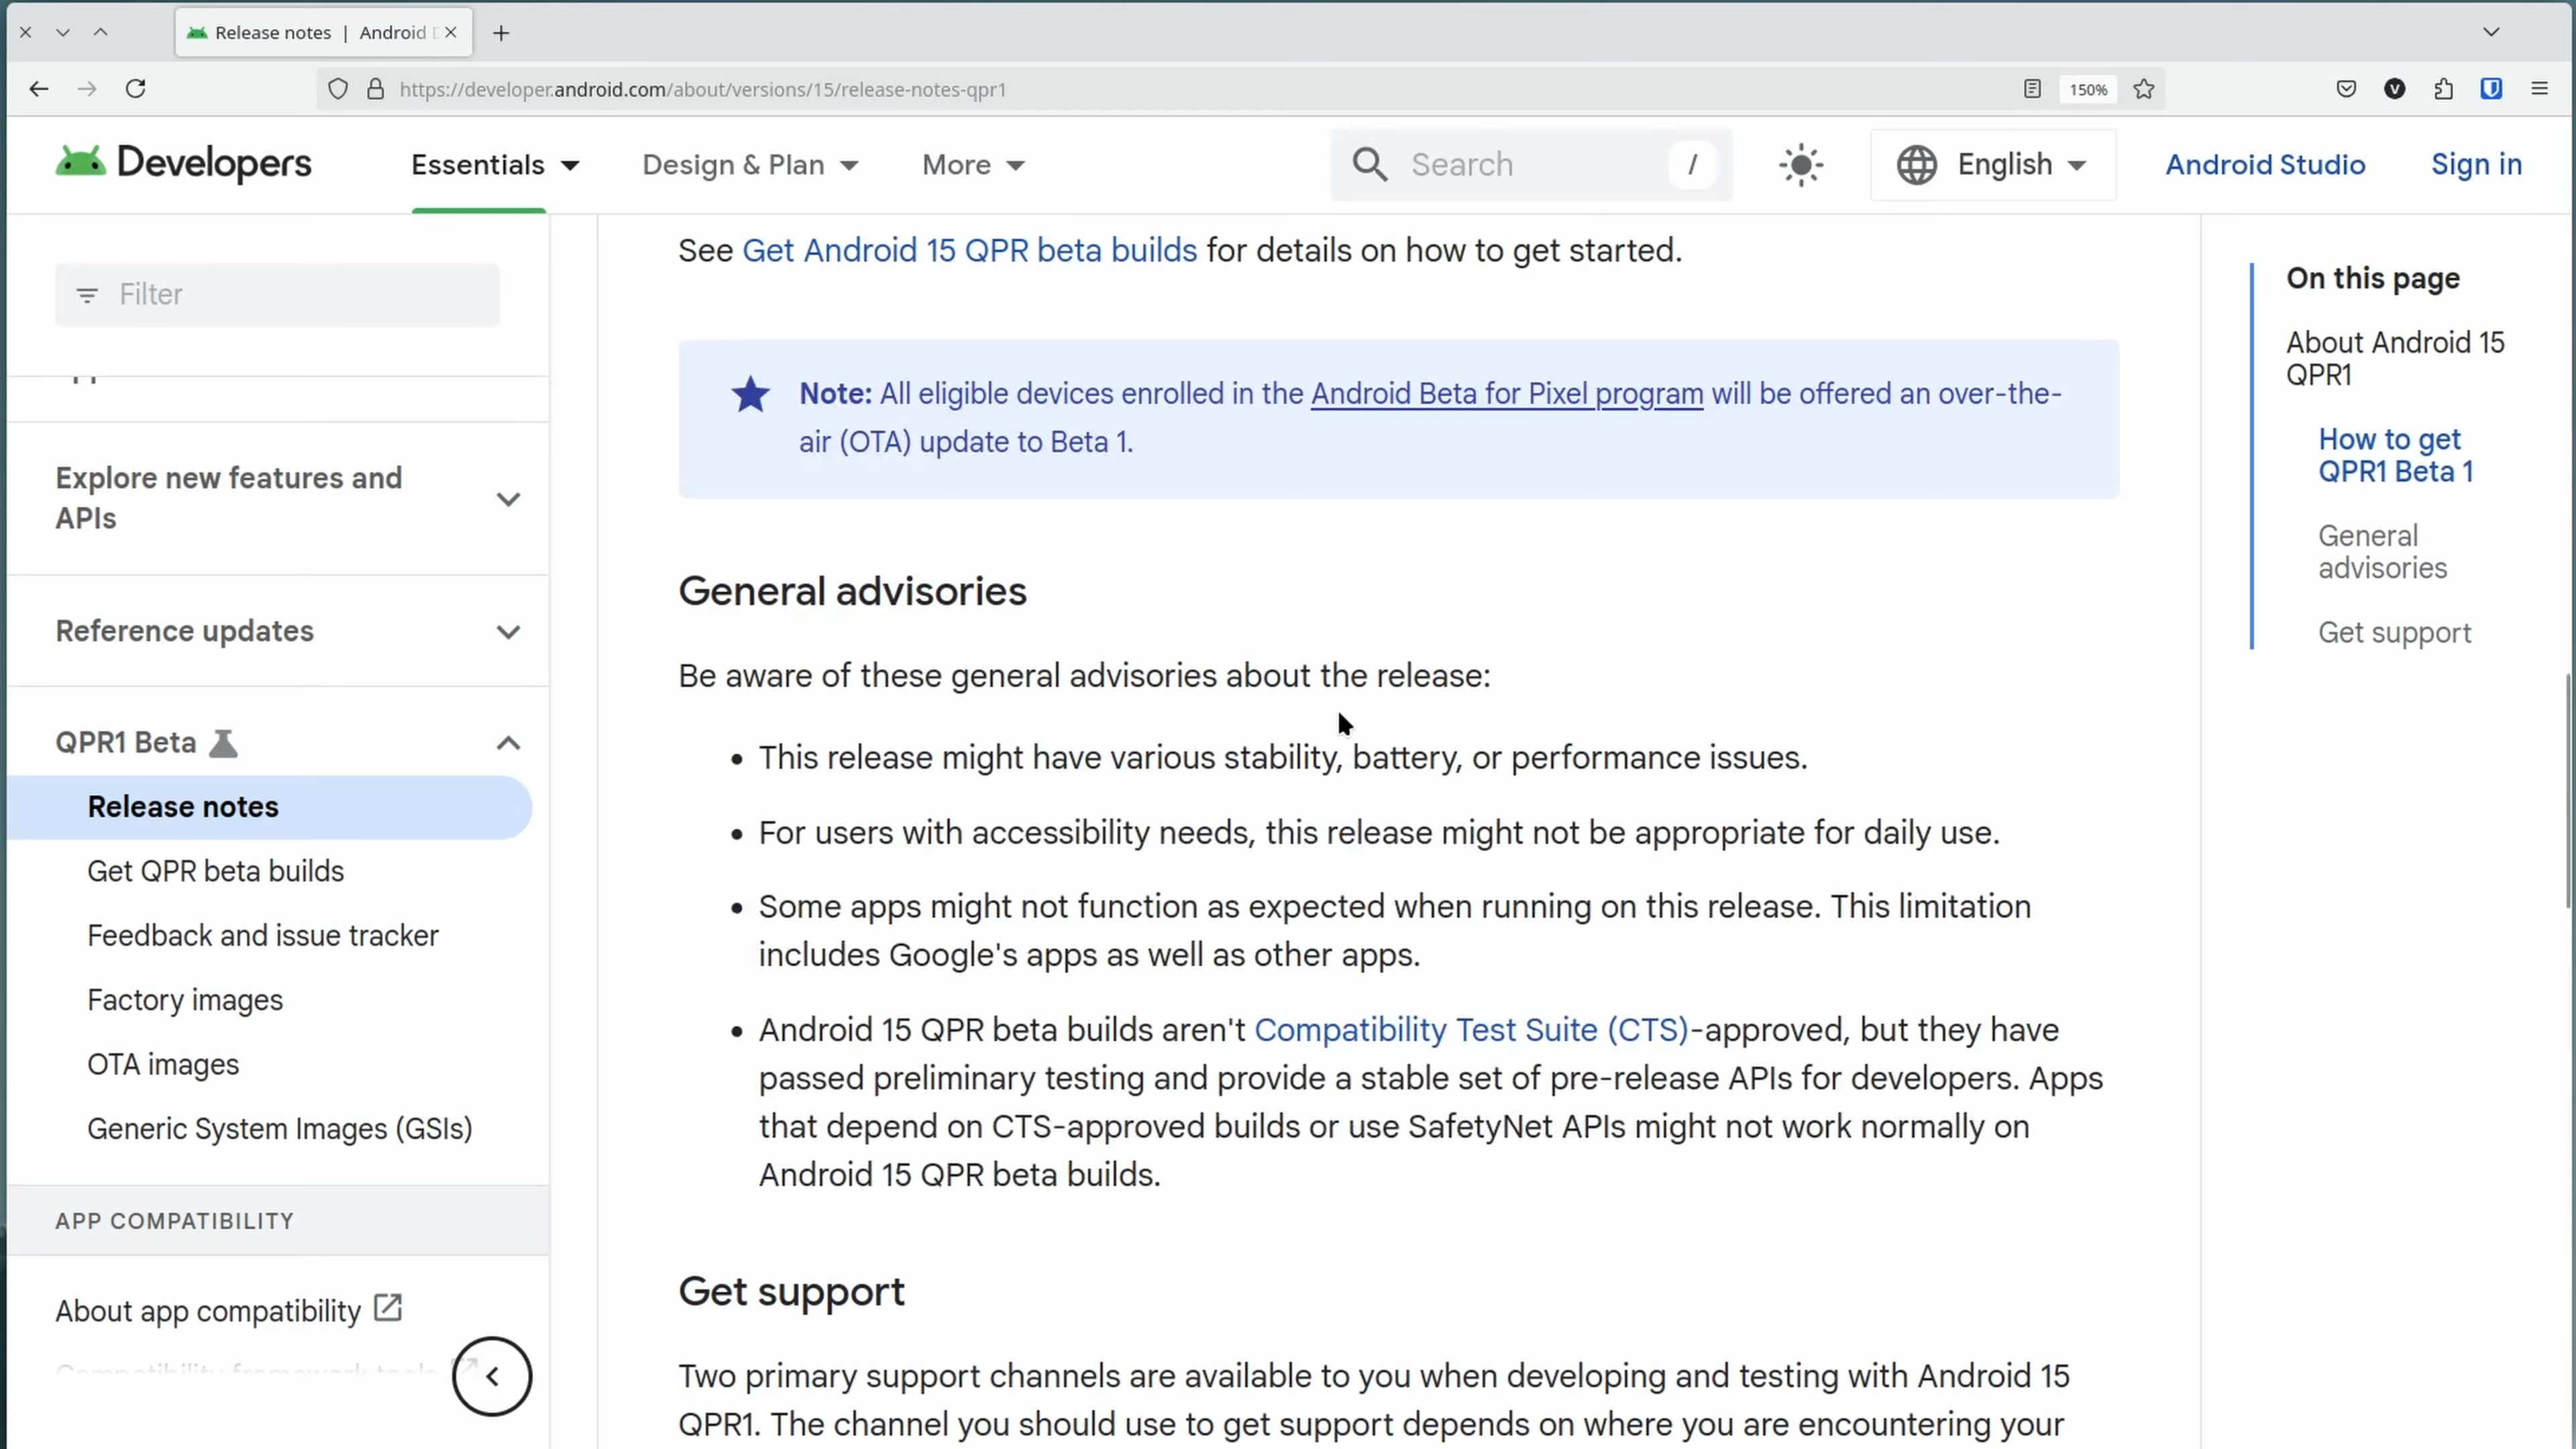 Release notes | Android
https://developer.android.com/about/versions/15/release-notes-qpr1
150%
Developers
Essentials
Design & Plan
More
Search
/
English
Android Studio
Sign in
Filter
Explore new features and
APIs
Reference updates
QPR1 Beta
Release notes
Get QPR beta builds
Feedback and issue tracker
Factory images
OTA images
Generic System Images (GSIs)
APP COMPATIBILITY
About app compatibility
See Get Android 15 QPR beta builds for details on how to get started.
Note: All eligible devices enrolled in the Android Beta for Pixel program will be offered an over-the-
air (OTA) update to Beta 1.
General advisories
Be aware of these general advisories about the release:
• This release might have various stability, battery, or performance issues.
• For users with accessibility needs, this release might not be appropriate for daily use.
• Some apps might not function as expected when running on this release. This limitation
includes Google's apps as well as other apps.
• Android 15 QPR beta builds aren't Compatibility Test Suite (CTS)-approved, but they have
passed preliminary testing and provide a stable set of pre-release APIs for developers. Apps
that depend on CTS-approved builds or use SafetyNet APIs might not work normally on
Android 15 QPR beta builds.
Get support
Two primary support channels are available to you when developing and testing with Android 15
QPR1. The channel you should use to get support depends on where you are encountering your
On this page
About Android 15
QPR1
How to get
QPR1 Beta 1
General
advisories
Get support